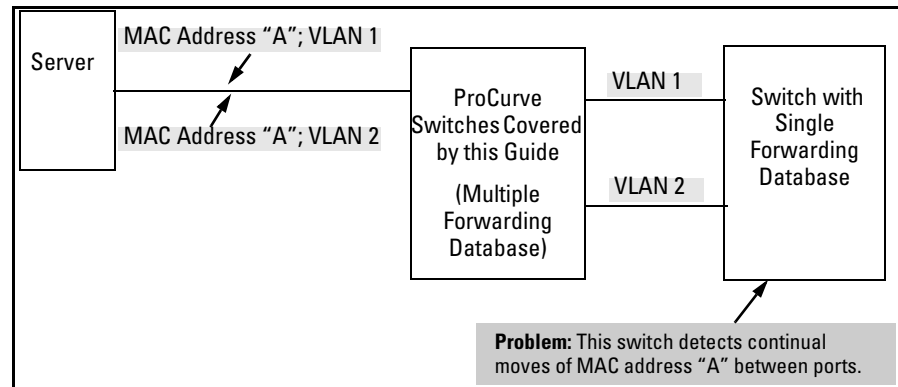 Server
MAC Address “A”; VLAN 1
MAC Address “A”; VLAN 2
ProCurve
Switches Covered
by this Guide
(Multiple
Forwarding
Database)
VLAN 1
VLAN 2
Switch with
Single
Forwarding
Database
Problem: This switch detects continual
moves of MAC address “A” between ports.